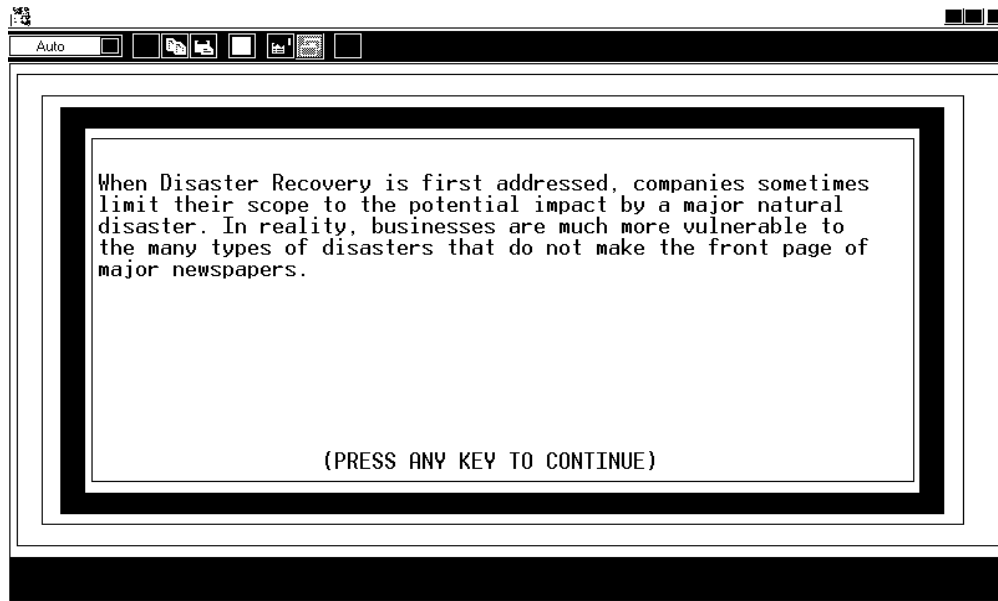 Auto
When Disaster Recovery is first addressed, companies sometimes
limit their scope to the potential impact by a major natural
disaster. In reality, businesses are much more vulnerable to
the many types of disasters that do not make the front page of
major newspapers.
(PRESS ANY KEY TO CONTINUE)